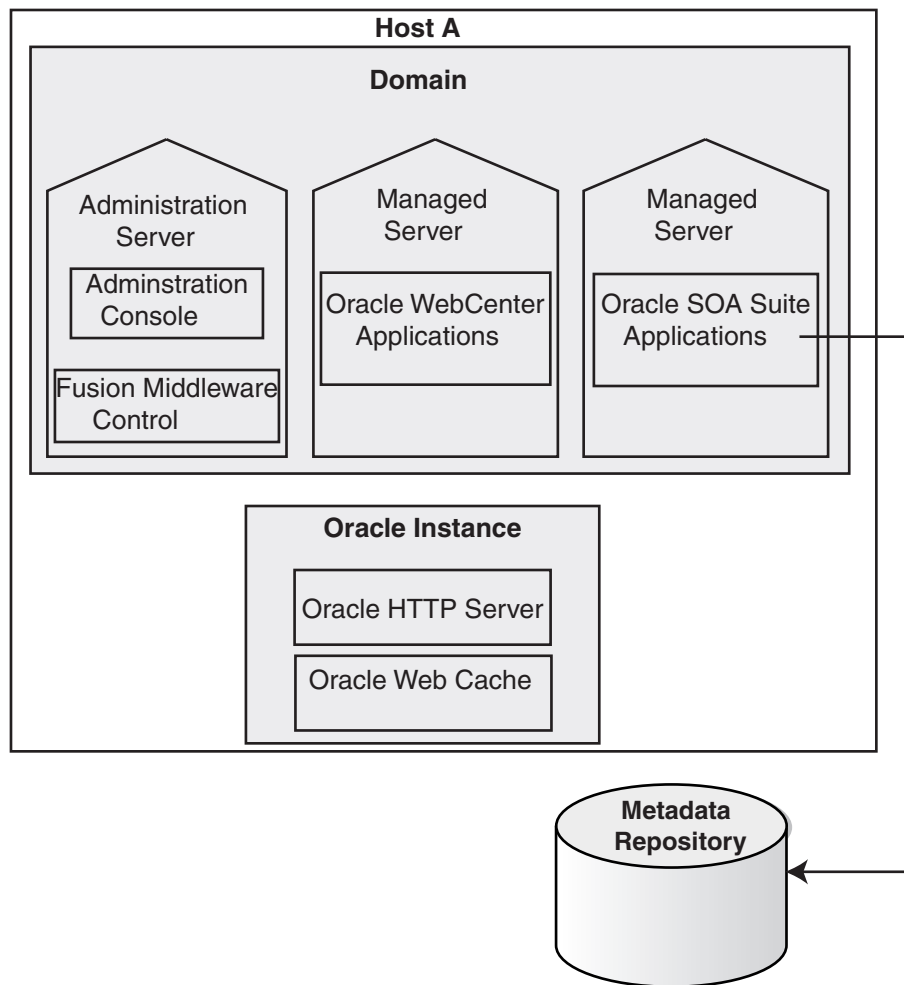 Host A
Domain
Administration
Server
Adminstration
Console
Fusion Middleware
Control
Managed
Server
Oracle WebCenter
Applications
Managed
Server
Oracle SOA Suite
Applications
Oracle Instance
Oracle HTTP Server
Oracle Web Cache
Metadata
Repository